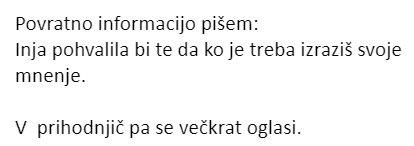 Povratno informacijo pišem:
Inja pohvalila bi te da ko je treba izraziš svoje
mnenje.
V prihodnjič pa se večkrat oglasi.